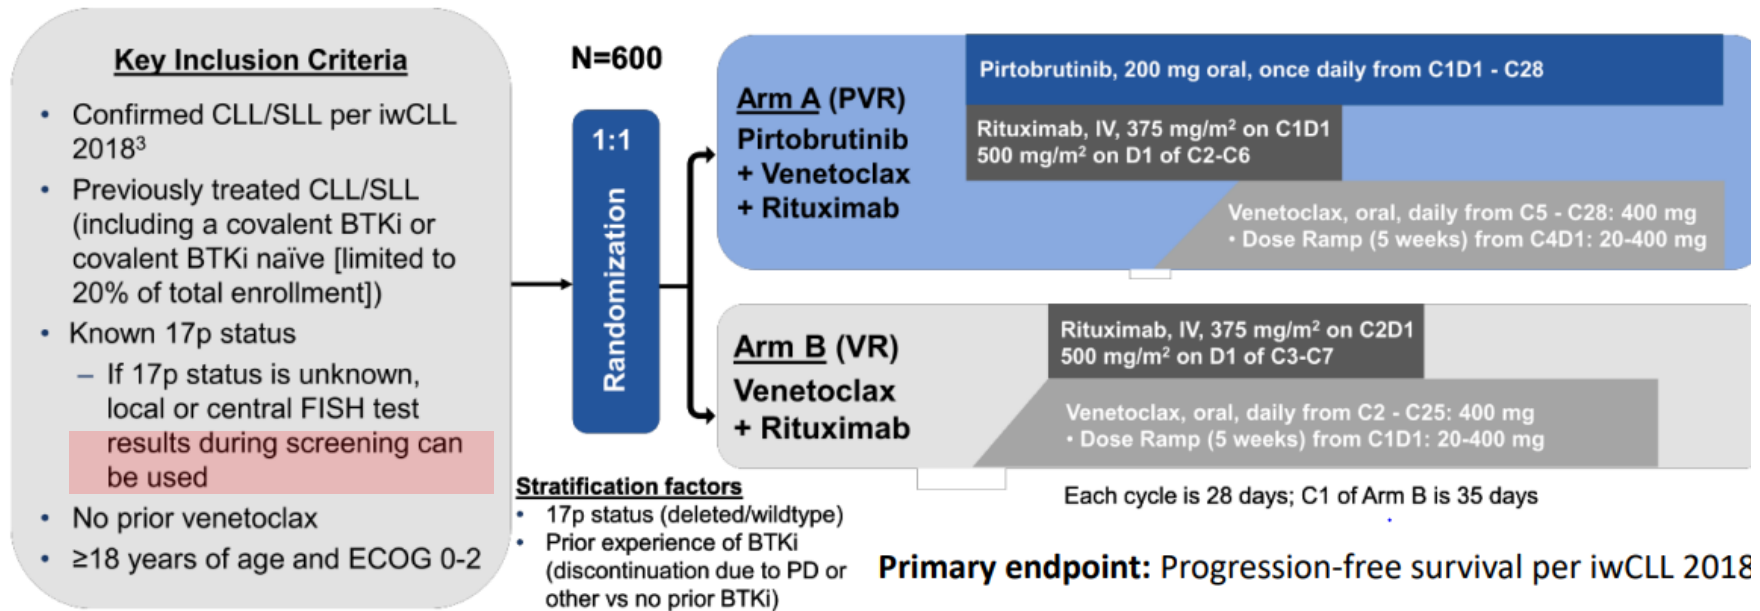 Key Inclusion Criteria
• Confirmed CLL/SLL per iwCLL
2018³
• Previously treated CLL/SLL
(including a covalent BTKi or
covalent BTKi naïve [limited to
20% of total enrollment])
• Known 17p status
– If 17p status is unknown,
local or central FISH test
results during screening can
be used
• No prior venetoclax
• ≥18 years of age and ECOG 0-2
N=600
1:1
Randomization
Stratification factors
• 17p status (deleted/wildtype)
• Prior experience of BTKi
(discontinuation due to PD or
other vs no prior BTKi)
Arm A (PVR)
Pirtobrutinib
+ Venetoclax
+ Rituximab
Pirtobrutinib, 200 mg oral, once daily from C1D1 - C28
Rituximab, IV, 375 mg/m² on C1D1
500 mg/m² on D1 of C2-C6
Venetoclax, oral, daily from C5 - C28: 400 mg
• Dose Ramp (5 weeks) from C4D1: 20-400 mg
Arm B (VR)
Venetoclax
+ Rituximab
Rituximab, IV, 375 mg/m² on C2D1
500 mg/m² on D1 of C3-C7
Venetoclax, oral, daily from C2 - C25: 400 mg
• Dose Ramp (5 weeks) from C1D1: 20-400 mg
Each cycle is 28 days; C1 of Arm B is 35 days
Primary endpoint: Progression-free survival per iwCLL 2018